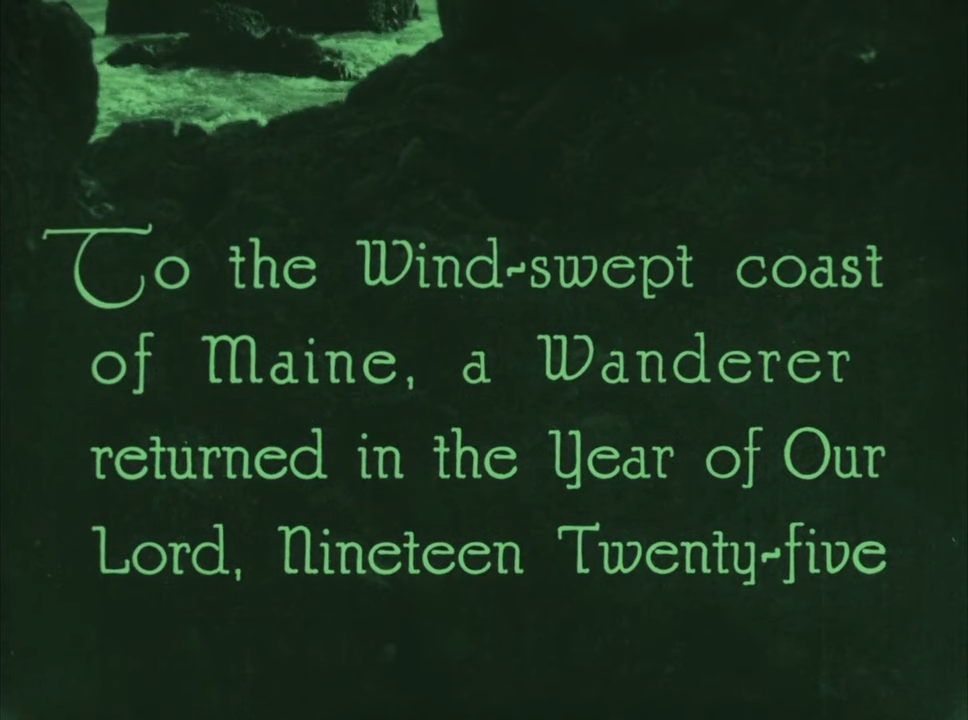 To the Wind-swept coast
of Maine, a Wanderer
returned in the Year of Our
Lord, Nineteen Twenty-five